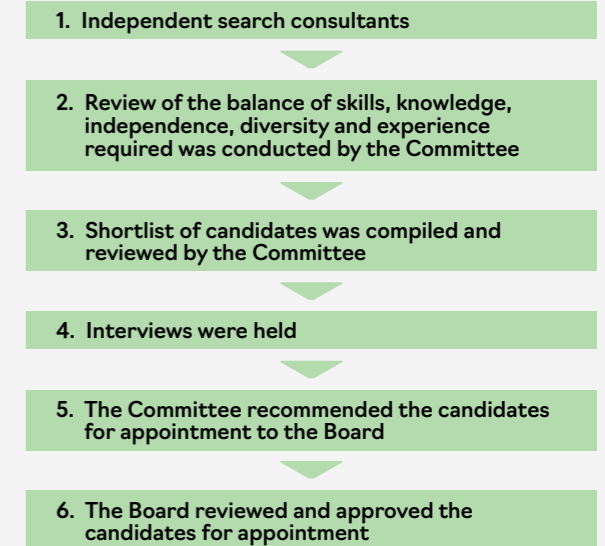 1. Independent search consultants
2. Review of the balance of skills, knowledge,
independence, diversity and experience
required was conducted by the Committee
3. Shortlist of candidates was compiled and
reviewed by the Committee
4. Interviews were held
5. The Committee recommended the candidates
for appointment to the Board
6. The Board reviewed and approved the
candidates for appointment